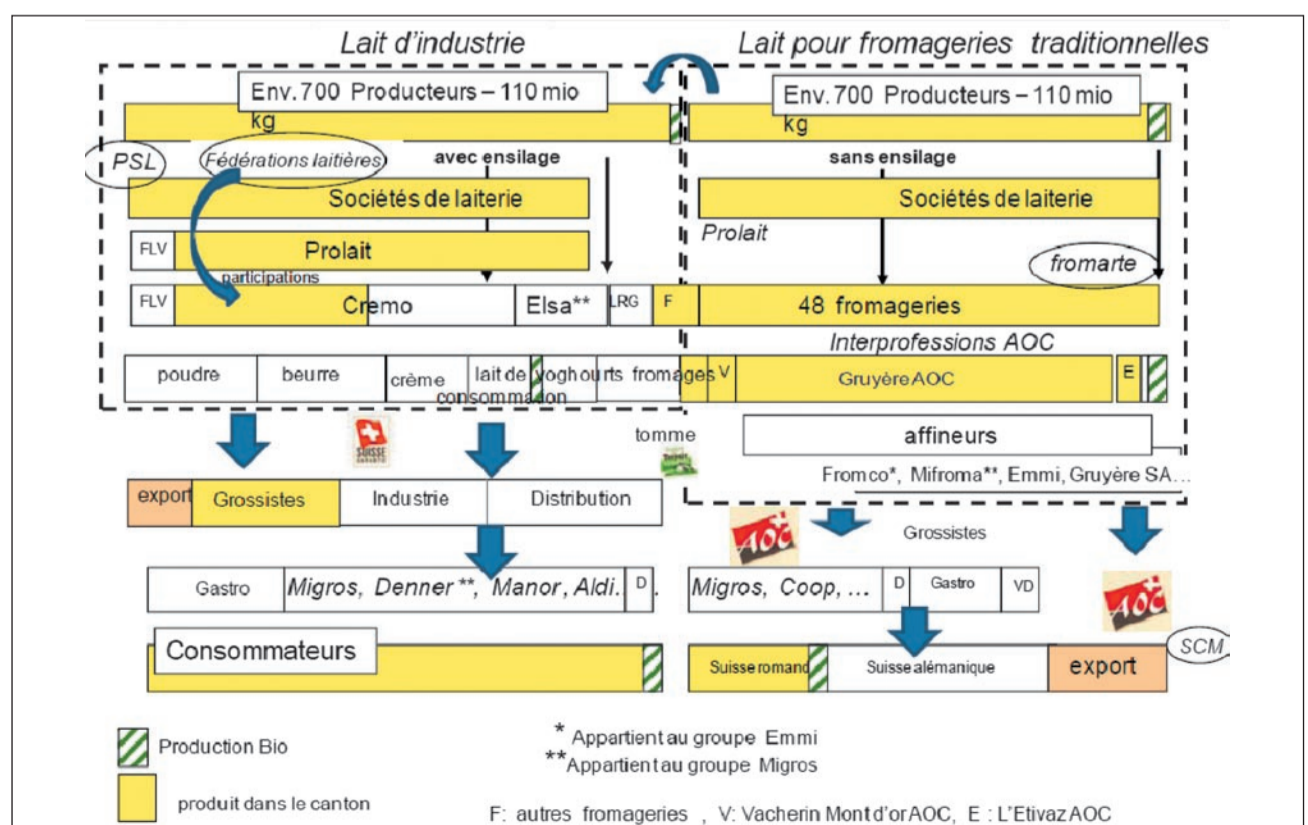 Lait d'industrie
Lait pour fromageries traditionnelles
Env. 700 Producteurs – 110 mio
kg
Env. 700 Producteurs – 110 mio
kg
PSL
Fédérations laitières
avec ensilage
sans ensilage
Sociétés de laiterie
Sociétés de laiterie
FLV
Prolait
Prolait
fromarte
participations
FLV
Cremo
Elsa**
LRG
F
48 fromageries
Interprofessions AOC
poudre
beurre
crème
lait de
consommation
yoghourts
fromages
V
Gruyère AOC
E
SUISSE
GARANTIE
tomme
affineurs
Fromco*, Mifroma**, Emmi, Gruyère SA…
export
Grossistes
Industrie
Distribution
AOC
Grossistes
Gastro
Migros, Denner **, Manor, Aldi..
D
.
Migros, Coop, …
D
Gastro
VD
AOC
Consommateurs
Suisse romand
Suisse alémanique
export
SCM
Production Bio
produit dans le canton
* Appartient au groupe Emmi
**Appartient au groupe Migros
F: autres fromageries , V: Vacherin Mont d'or AOC, E : L'Etivaz AOC